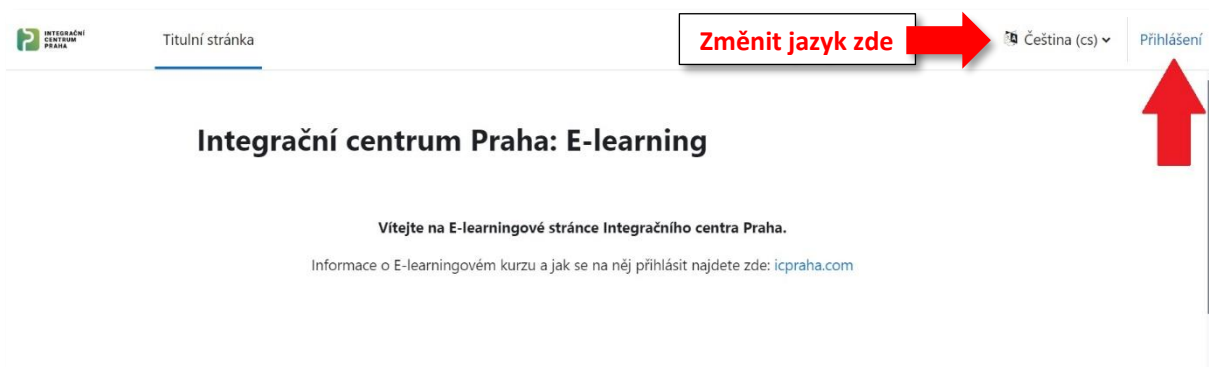 INTEGRAČNÍ
CENTRUM
PRAHA
Titulní stránka
Změnit jazyk zde
Čeština (cs)
Přihlášení
Integrační centrum Praha: E-learning
Vítejte na E-learningové stránce Integračního centra Praha.
Informace o E-learningovém kurzu a jak se na něj přihlásit najdete zde: icpraha.com